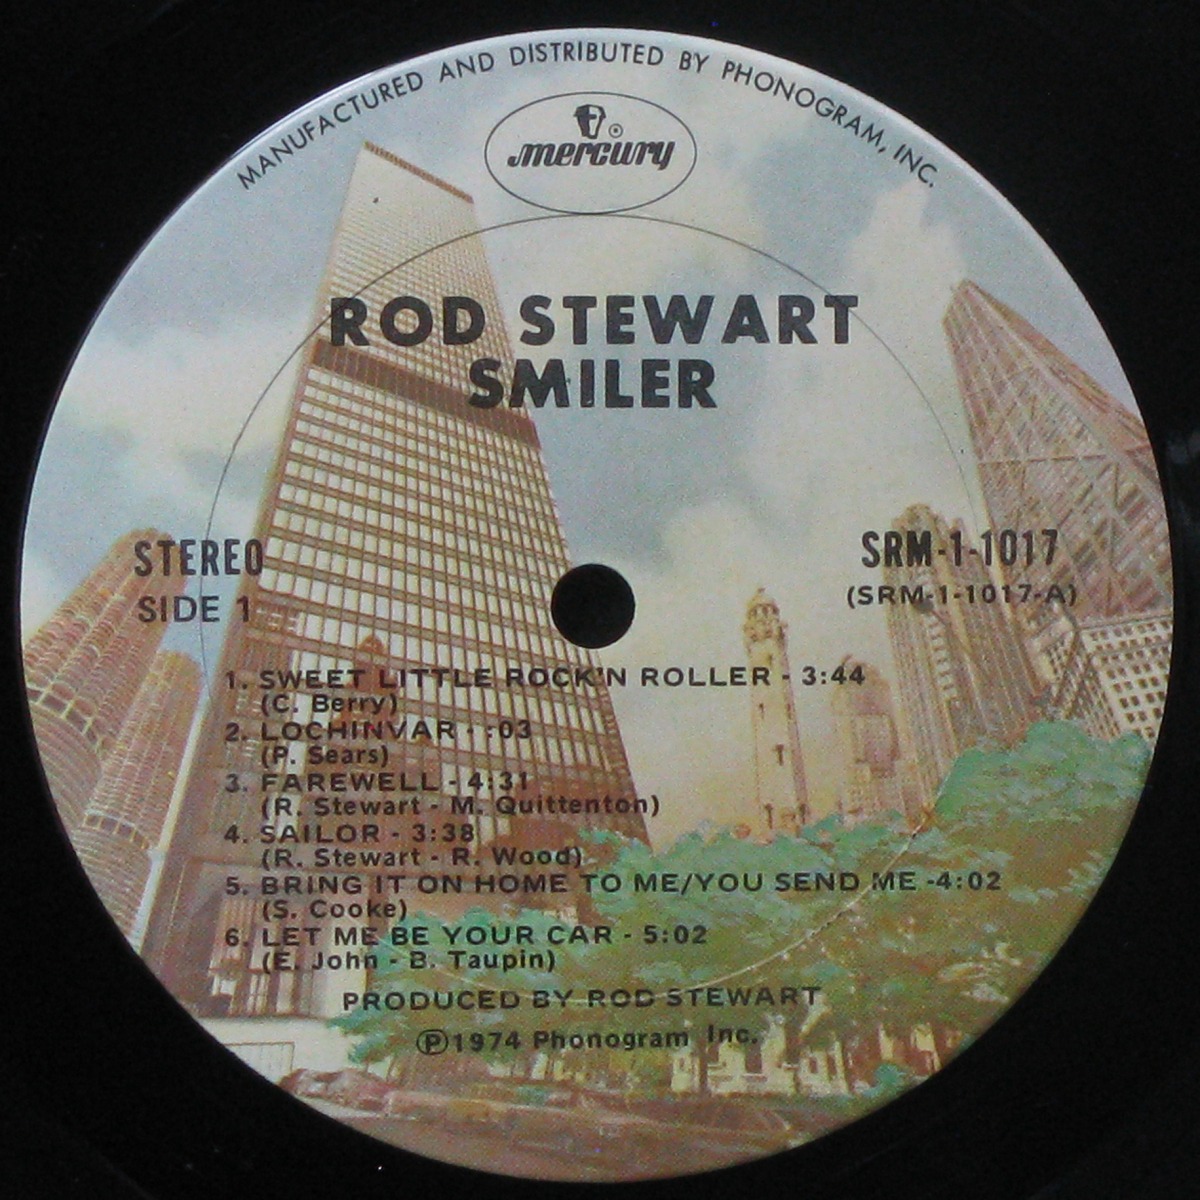 MANUFACTURED AND DISTRIBUTED BY PHONOGRAM, INC.
mercury
ROD STEWART
SMILER
STEREO
SIDE 1
SRM-1-1017
(SRM-1-1017-A)
1. SWEET LITTLE ROCK'N ROLLER - 3:44
(C. Berry)
2. LOCHINVAR - :03
(P. Sears)
3. FAREWELL - 4:31
(R. Stewart - M. Quittenton)
4. SAILOR - 3:38
(R. Stewart - R. Wood)
5. BRING IT ON HOME TO ME/YOU SEND ME -4:02
(S. Cooke)
6. LET ME BE YOUR CAR - 5:02
(E. John - B. Taupin)
PRODUCED BY ROD STEWART
℗1974 Phonogram Inc.